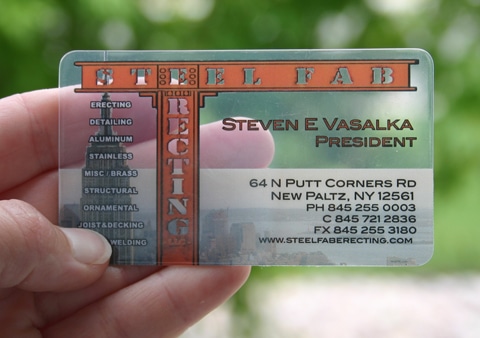 STEEL FAB
ERECTING LLC
ERECTING
DETAILING
ALUMINUM
STAINLESS
MISC / BRASS
STRUCTURAL
ORNAMENTAL
JOIST&DECKING
WELDING
STEVEN E VASALKA
PRESIDENT
64 N PUTT CORNERS RD
NEW PALTZ, NY 12561
PH 845 255 0003
C 845 721 2836
FX 845 255 3180
WWW.STEELFABERECTING.COM